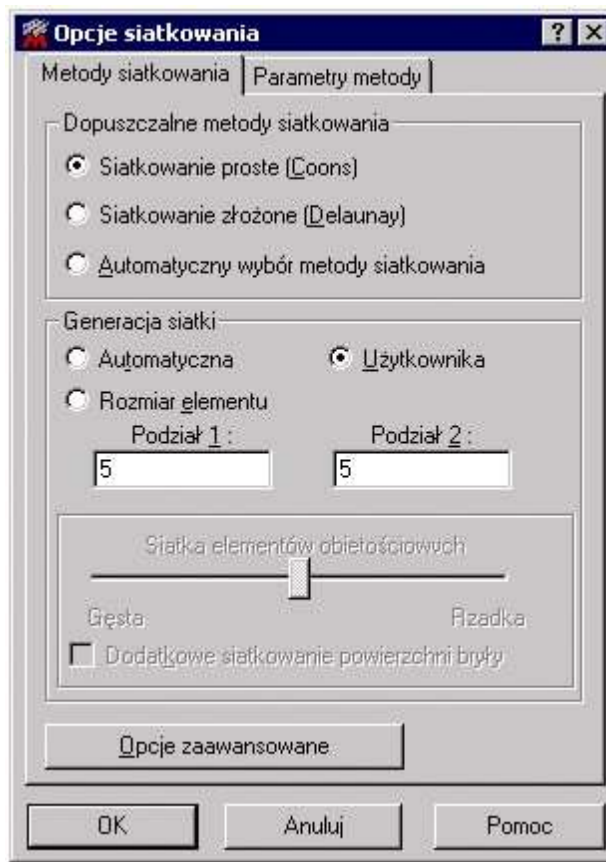 Opcje siatkowania
Metody siatkowania Parametry metody
Dopuszczalne metody siatkowania
Siatkowanie proste (Coons)
Siatkowanie złożone (Delaunay)
Automatyczny wybór metody siatkowania
Generacja siatki
Automatyczna Użytkownika
Rozmiar elementu
Podział 1 : Podział 2 :
5 5
Siatka elementów obietościowych
Gęsta Rzadka
Dodatkowe siatkowanie powierzchni bryły
Opcje zaawansowane
OK Anuluj Pomoc